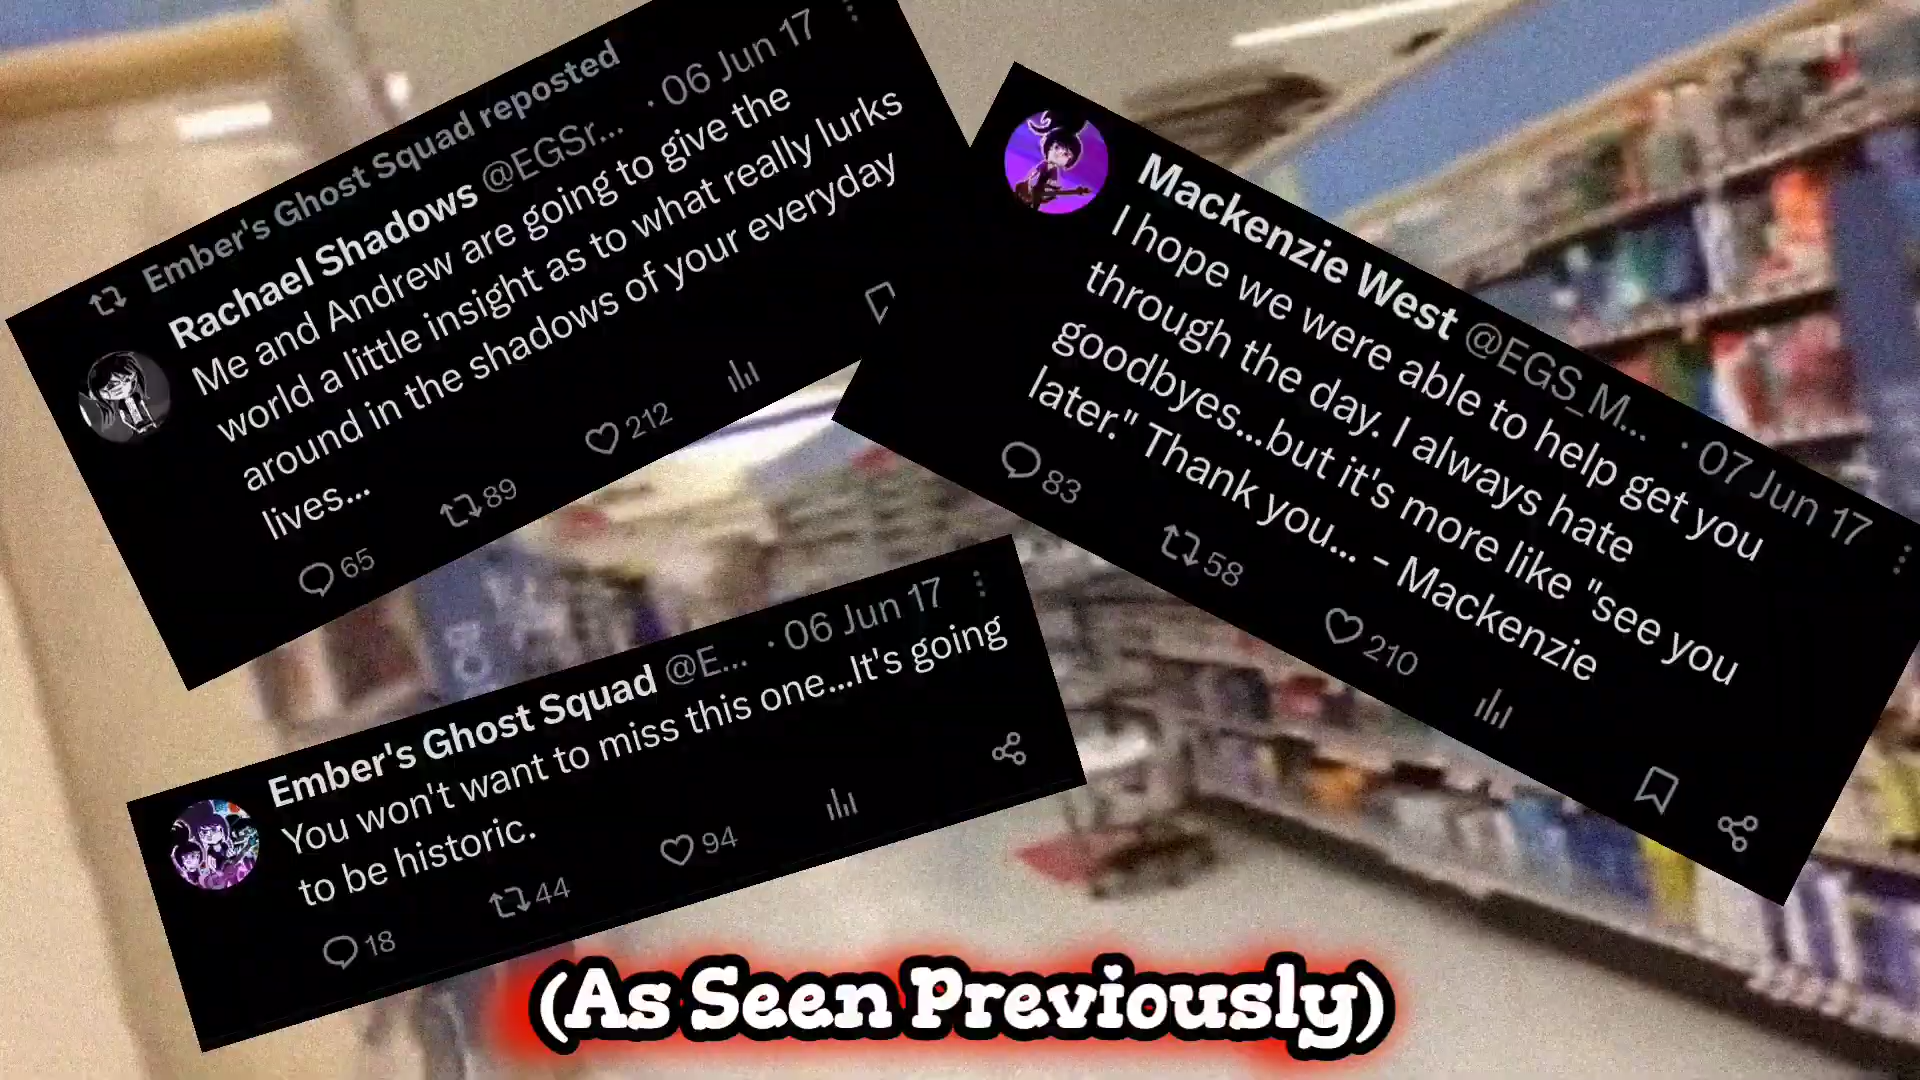 Ember's Ghost Squad reposted
Rachael Shadows @EGSr... · 06 Jun 17
Me and Andrew are going to give the
world a little insight as to what really lurks
around in the shadows of your everyday
lives...
65 89 212
Mackenzie West @EGS_M... · 07 Jun 17
I hope we were able to help get you
through the day. I always hate
goodbyes...but it's more like "see you
later." Thank you... - Mackenzie
83 58 210
Ember's Ghost Squad @E... · 06 Jun 17
You won't want to miss this one...It's going
to be historic.
18 44 94
(As Seen Previously)